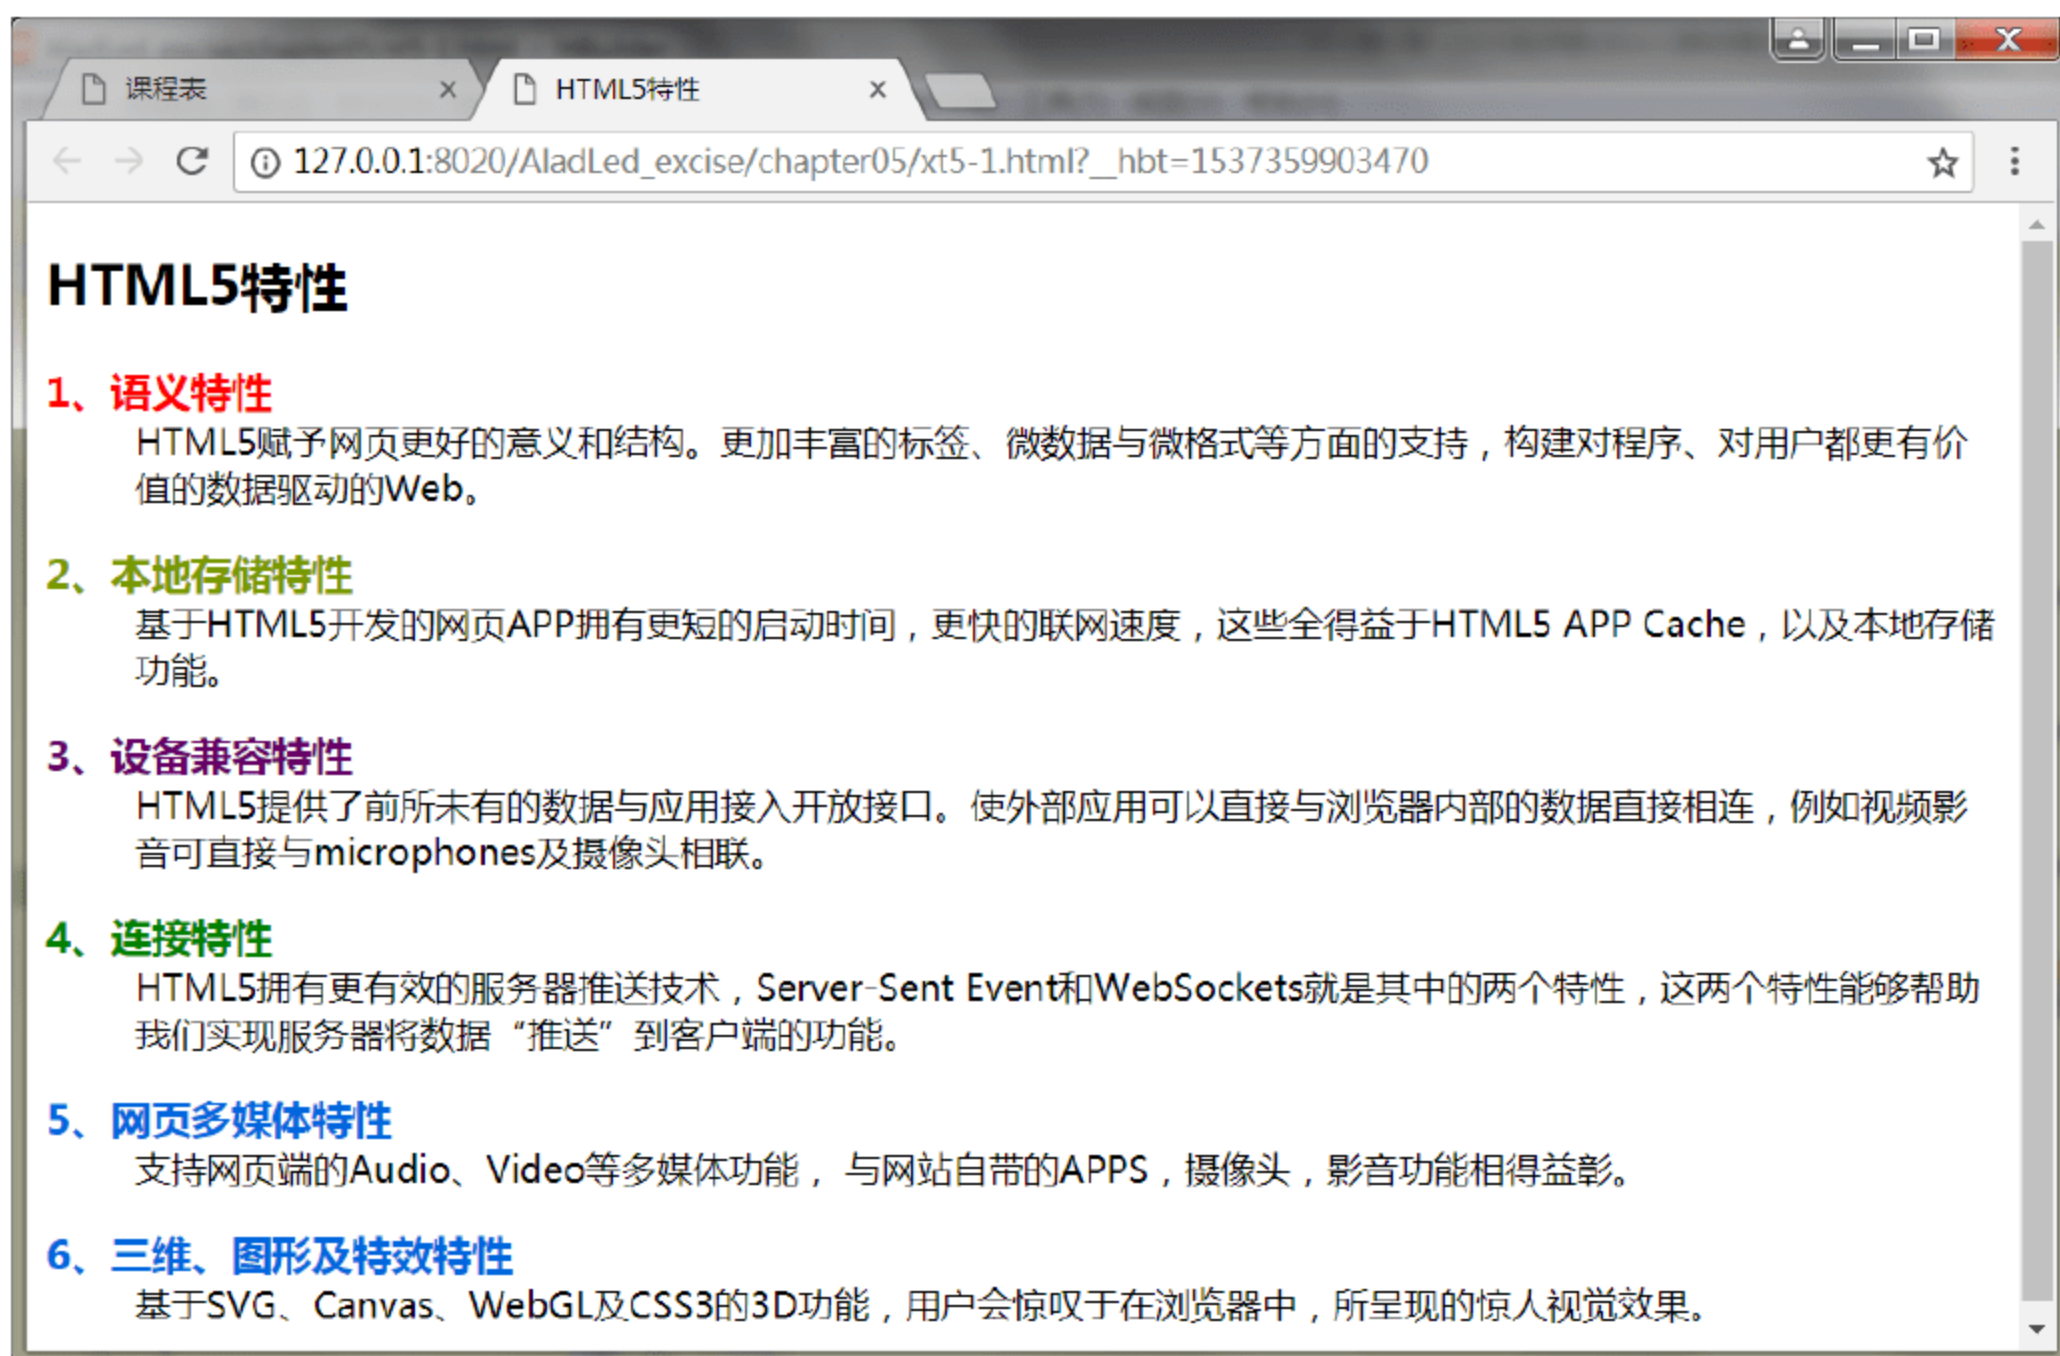 课程表
HTML5特性
127.0.0.1:8020/AladLed_excise/chapter05/xt5-1.html?__hbt=1537359903470
HTML5特性
1、语义特性
HTML5赋予网页更好的意义和结构。更加丰富的标签、微数据与微格式等方面的支持，构建对程序、对用户都更有价
值的数据驱动的Web。
2、本地存储特性
基于HTML5开发的网页APP拥有更短的启动时间，更快的联网速度，这些全得益于HTML5 APP Cache，以及本地存储
功能。
3、设备兼容特性
HTML5提供了前所未有的数据与应用接入开放接口。使外部应用可以直接与浏览器内部的数据直接相连，例如视频影
音可直接与microphones及摄像头相联。
4、连接特性
HTML5拥有更有效的服务器推送技术，Server-Sent Event和WebSockets就是其中的两个特性，这两个特性能够帮助
我们实现服务器将数据“推送”到客户端的功能。
5、网页多媒体特性
支持网页端的Audio、Video等多媒体功能， 与网站自带的APPS，摄像头，影音功能相得益彰。
6、三维、图形及特效特性
基于SVG、Canvas、WebGL及CSS3的3D功能，用户会惊叹于在浏览器中，所呈现的惊人视觉效果。